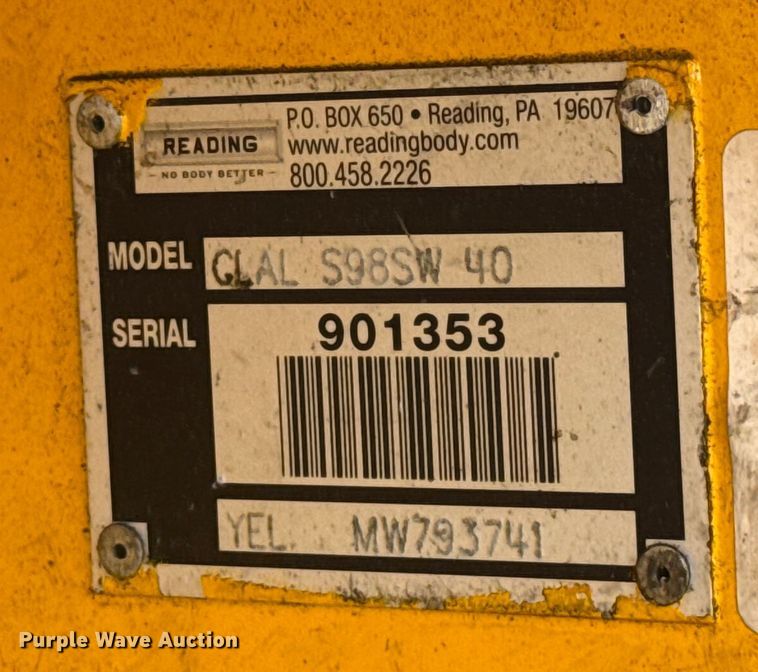 READING
NO BODY BETTER
P.O. BOX 650 • Reading, PA 19607
www.readingbody.com
800.458.2226
MODEL CLAL S98SW 40
SERIAL 901353
YEL. MW793741
Purple Wave Auction